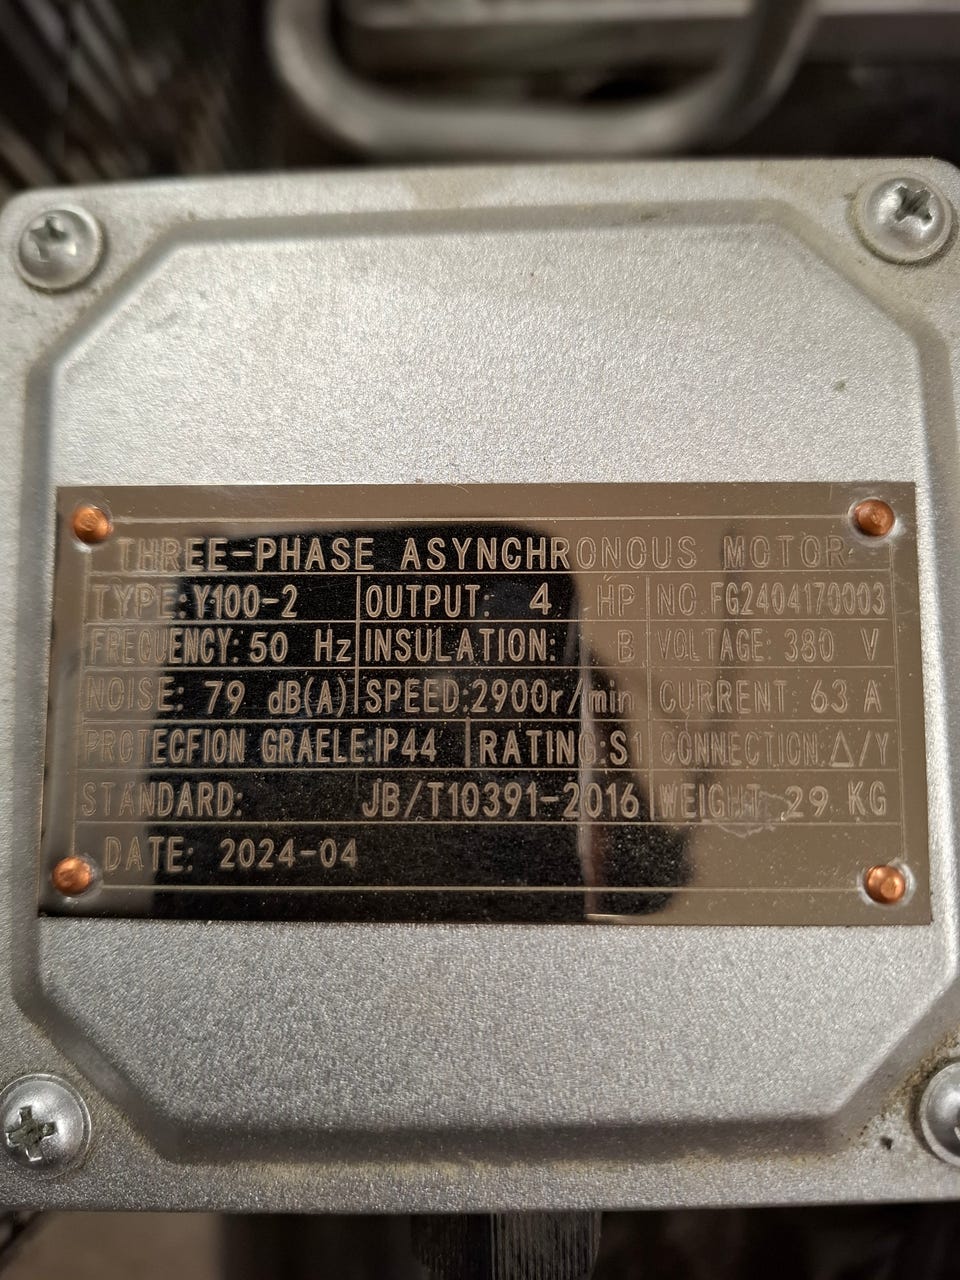 THREE-PHASE ASYNCHRONOUS MOTOR
TYPE: Y100-2 OUTPUT: 4 HP NO FG2404170003
FREQUENCY: 50 Hz INSULATION: B VOLTAGE: 380 V
NOISE: 79 dB(A) SPEED: 2900r/min CURRENT: 63 A
PROTECFION GRAELE: IP44 RATING: S1 CONNECTION: Δ/Y
STANDARD: JB/T10391-2016 WEIGHT 29 KG
DATE: 2024-04